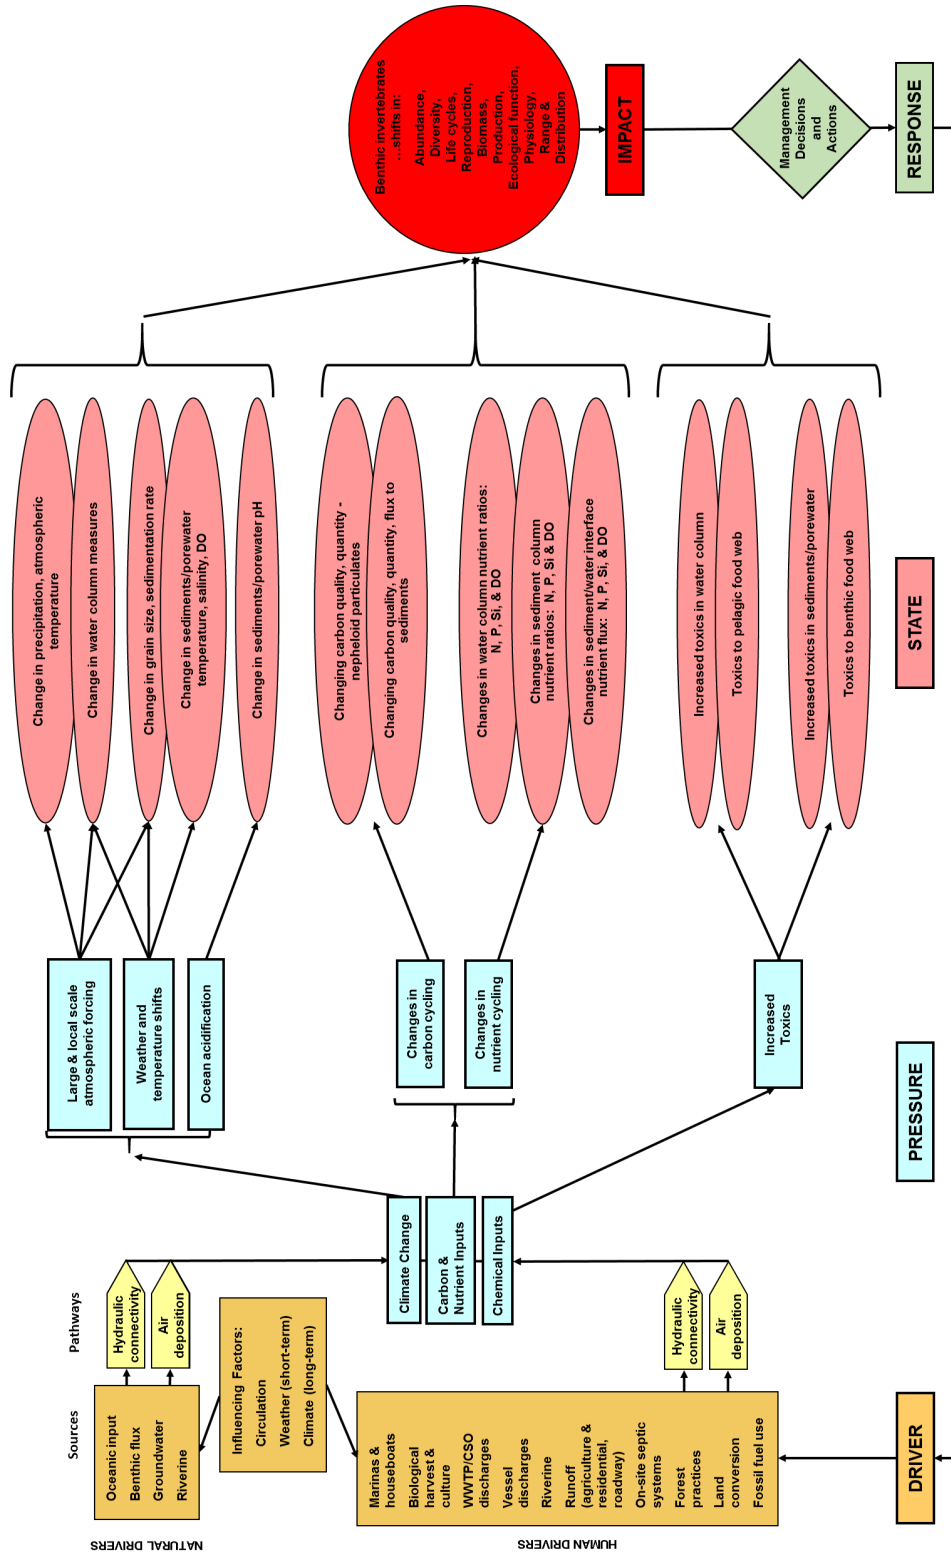 Sources
Pathways
NATURAL DRIVERS
Oceanic input
Benthic flux
Groundwater
Riverine
Hydraulic
connectivity
Air
deposition
Influencing Factors:
Circulation
Weather (short-term)
Climate (long-term)
HUMAN DRIVERS
Marinas &
houseboats
Biological
harvest &
culture
WWTP/CSO
discharges
Vessel
discharges
Riverine
Runoff
(agriculture &
residential,
roadway)
On-site septic
systems
Forest
practices
Land
conversion
Fossil fuel use
Hydraulic
connectivity
Air
deposition
Climate Change
Carbon &
Nutrient Inputs
Chemical Inputs
Large & local scale
atmospheric forcing
Weather and
temperature shifts
Ocean acidification
Changes in
carbon cycling
Changes in
nutrient cycling
Increased
Toxics
Change in precipitation, atmospheric
temperature
Change in water column measures
Change in grain size, sedimentation rate
Change in sediments/porewater
temperature, salinity, DO
Change in sediments/porewater pH
Changing carbon quality, quantity -
nepheloid particulates
Changing carbon quality, quantity, flux to
sediments
Changes in water column nutrient ratios:
N, P, Si, & DO
Changes in sediment column
nutrient ratios: N, P, Si & DO
Changes in sediment/water interface
nutrient flux: N, P, Si, & DO
Increased toxics in water column
Toxics to pelagic food web
Increased toxics in sediments/porewater
Toxics to benthic food web
Benthic invertebrates
...shifts in:
Abundance,
Diversity,
Life cycles,
Reproduction,
Biomass,
Production,
Ecological function,
Physiology,
Range &
Distribution
IMPACT
Management
Decisions
and
Actions
DRIVER
PRESSURE
STATE
RESPONSE